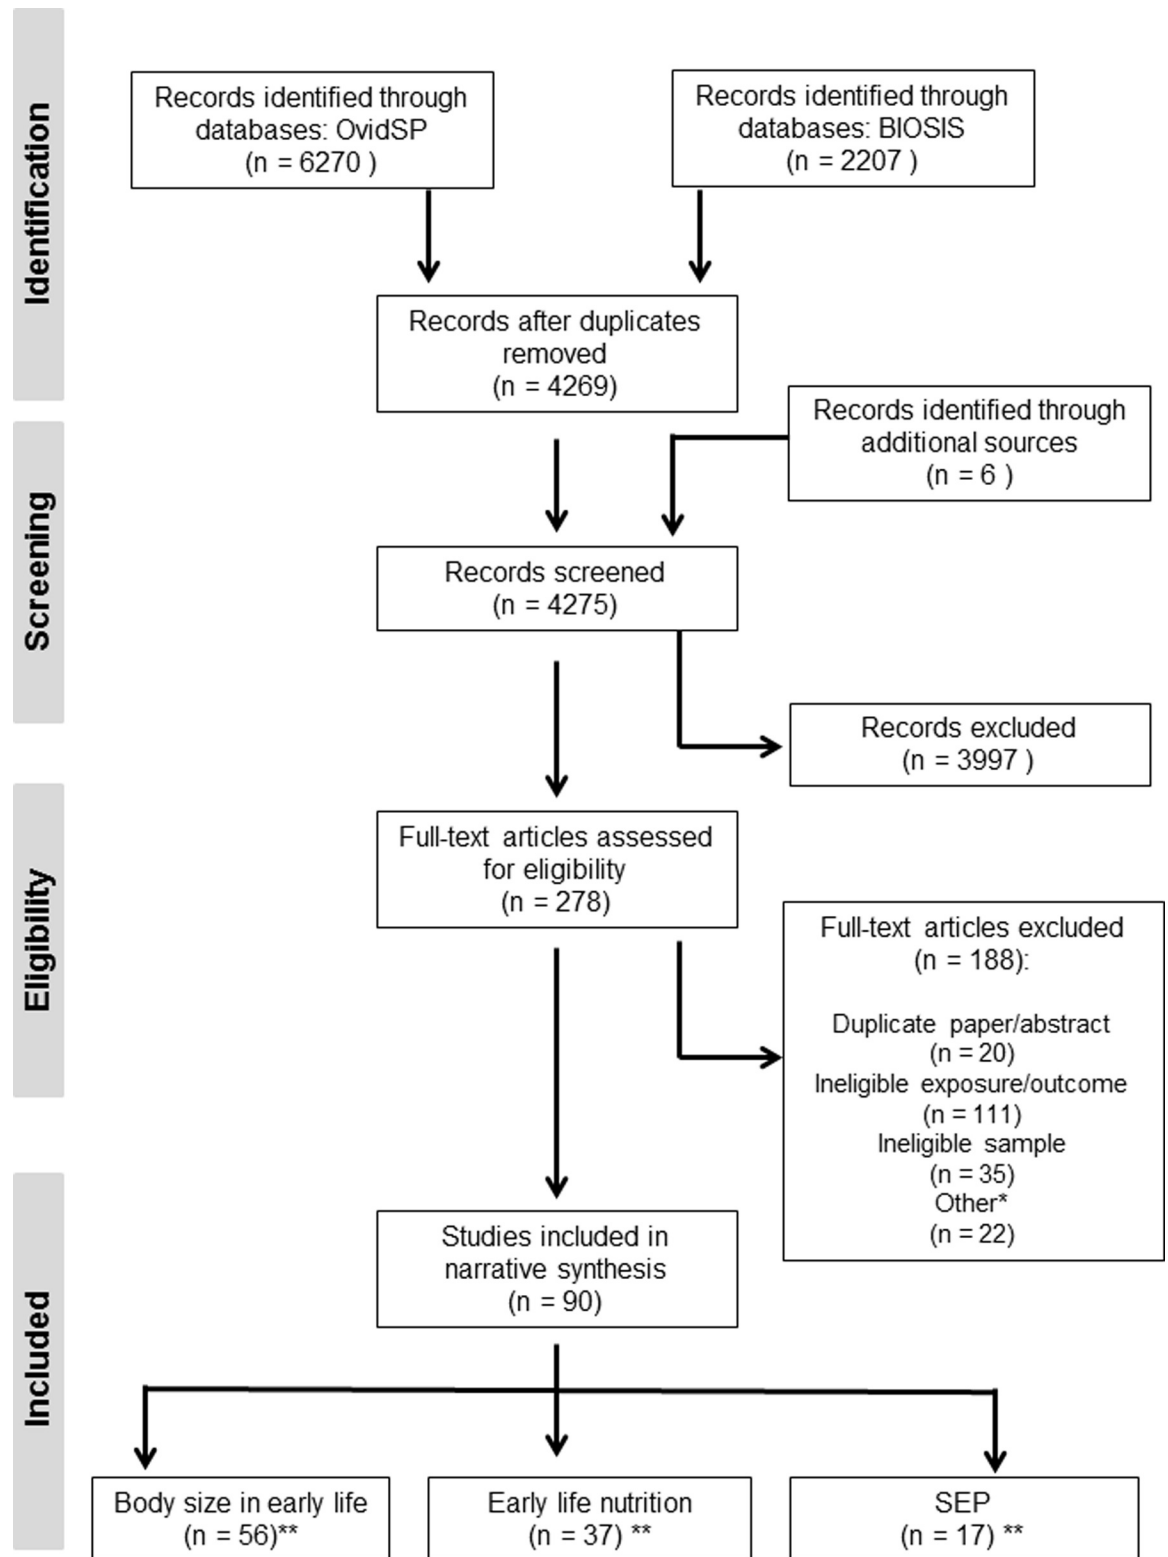 Identification
Records identified through
databases: OvidSP
(n = 6270 )
Records identified through
databases: BIOSIS
(n = 2207 )
Records after duplicates
removed
(n = 4269)
Records identified through
additional sources
(n = 6 )
Screening
Records screened
(n = 4275)
Records excluded
(n = 3997 )
Eligibility
Full-text articles assessed
for eligibility
(n = 278)
Full-text articles excluded
(n = 188):
Duplicate paper/abstract
(n = 20)
Ineligible exposure/outcome
(n = 111)
Ineligible sample
(n = 35)
Other*
(n = 22)
Included
Studies included in
narrative synthesis
(n = 90)
Body size in early life
(n = 56)**
Early life nutrition
(n = 37) **
SEP
(n = 17) **